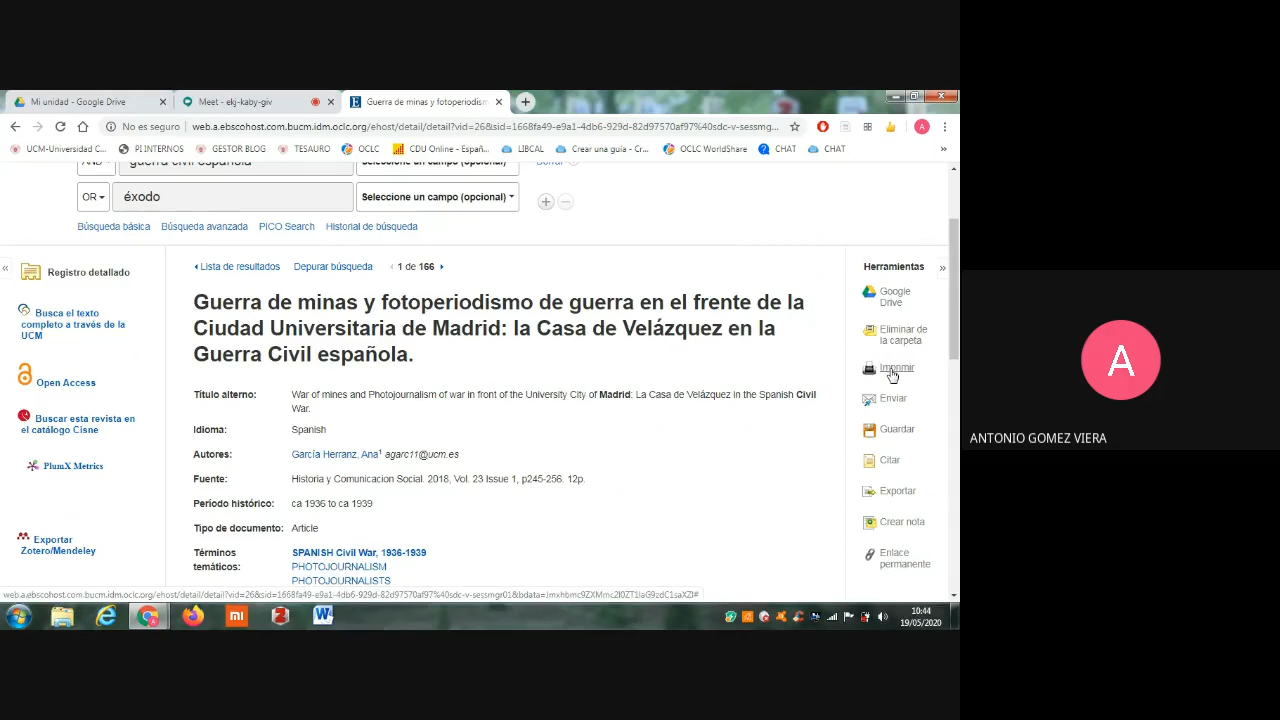 Mi unidad - Google Drive
Meet - ekj-kaby-giv
Guerra de minas y fotoperiodism
No es seguro
web.a.ebscohost.com.bucm.idm.oclc.org/ehost/detail/detail?vid=26&sid=1668fa49-e9a1-4db6-929d-82d97570af97%40sdc-v-sessmg...
UCM-Universidad C...
PI INTERNOS
GESTOR BLOG
TESAURO
OCLC
CDU Online - Españ...
LIBCAL
Crear una guía - Cr...
OCLC WorldShare
CHAT
CHAT
AND
guerra civil española
Seleccione un campo (opcional)
Borrar
OR
éxodo
Seleccione un campo (opcional)
Búsqueda básica
Búsqueda avanzada
PICO Search
Historial de búsqueda
Registro detallado
Busca el texto
completo a través de la
UCM
Open Access
Buscar esta revista en
el catálogo Cisne
PlumX Metrics
Exportar
Zotero/Mendeley
Lista de resultados
Depurar búsqueda
1 de 166
Guerra de minas y fotoperiodismo de guerra en el frente de la
Ciudad Universitaria de Madrid: la Casa de Velázquez en la
Guerra Civil española.
Título alterno: War of mines and Photojournalism of war in front of the University City of Madrid: La Casa de Velázquez in the Spanish Civil
War.
Idioma: Spanish
Autores: García Herranz, Ana¹ agarc11@ucm.es
Fuente: Historia y Comunicacion Social. 2018, Vol. 23 Issue 1, p245-256. 12p.
Período histórico: ca 1936 to ca 1939
Tipo de documento: Article
Términos temáticos: SPANISH Civil War, 1936-1939
PHOTOJOURNALISM
PHOTOJOURNALISTS
Herramientas
Google
Drive
Eliminar de
la carpeta
Imprimir
Enviar
Guardar
Citar
Exportar
Crear nota
Enlace
permanente
10:44
19/05/2020
A
ANTONIO GOMEZ VIERA